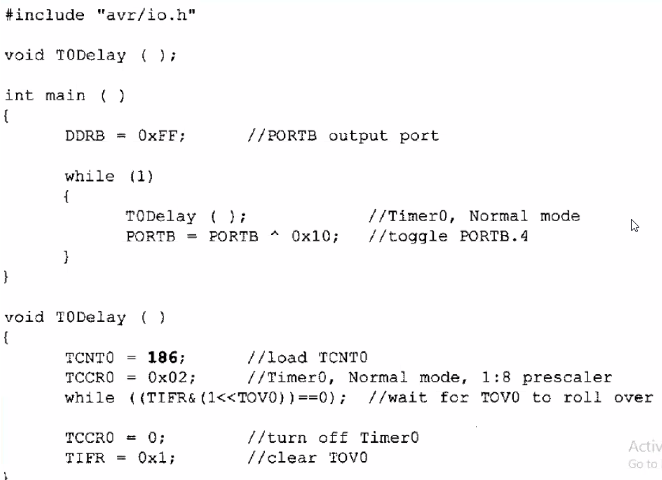 #include "avr/io.h"
void T0Delay ( );
int main ( )
{
DDRB = 0xFF; //PORTB output port
while (1)
{
T0Delay ( ); //Timer0, Normal mode
PORTB = PORTB ^ 0x10; //toggle PORTB.4
}
}
void T0Delay ( )
{
TCNT0 = 186; //load TCNT0
TCCR0 = 0x02; //Timer0, Normal mode, 1:8 prescaler
while ((TIFR&(1<<TOV0))==0); //wait for TOV0 to roll over
TCCR0 = 0; //turn off Timer0
TIFR = 0x1; //clear TOV0
}
Activ
Go to